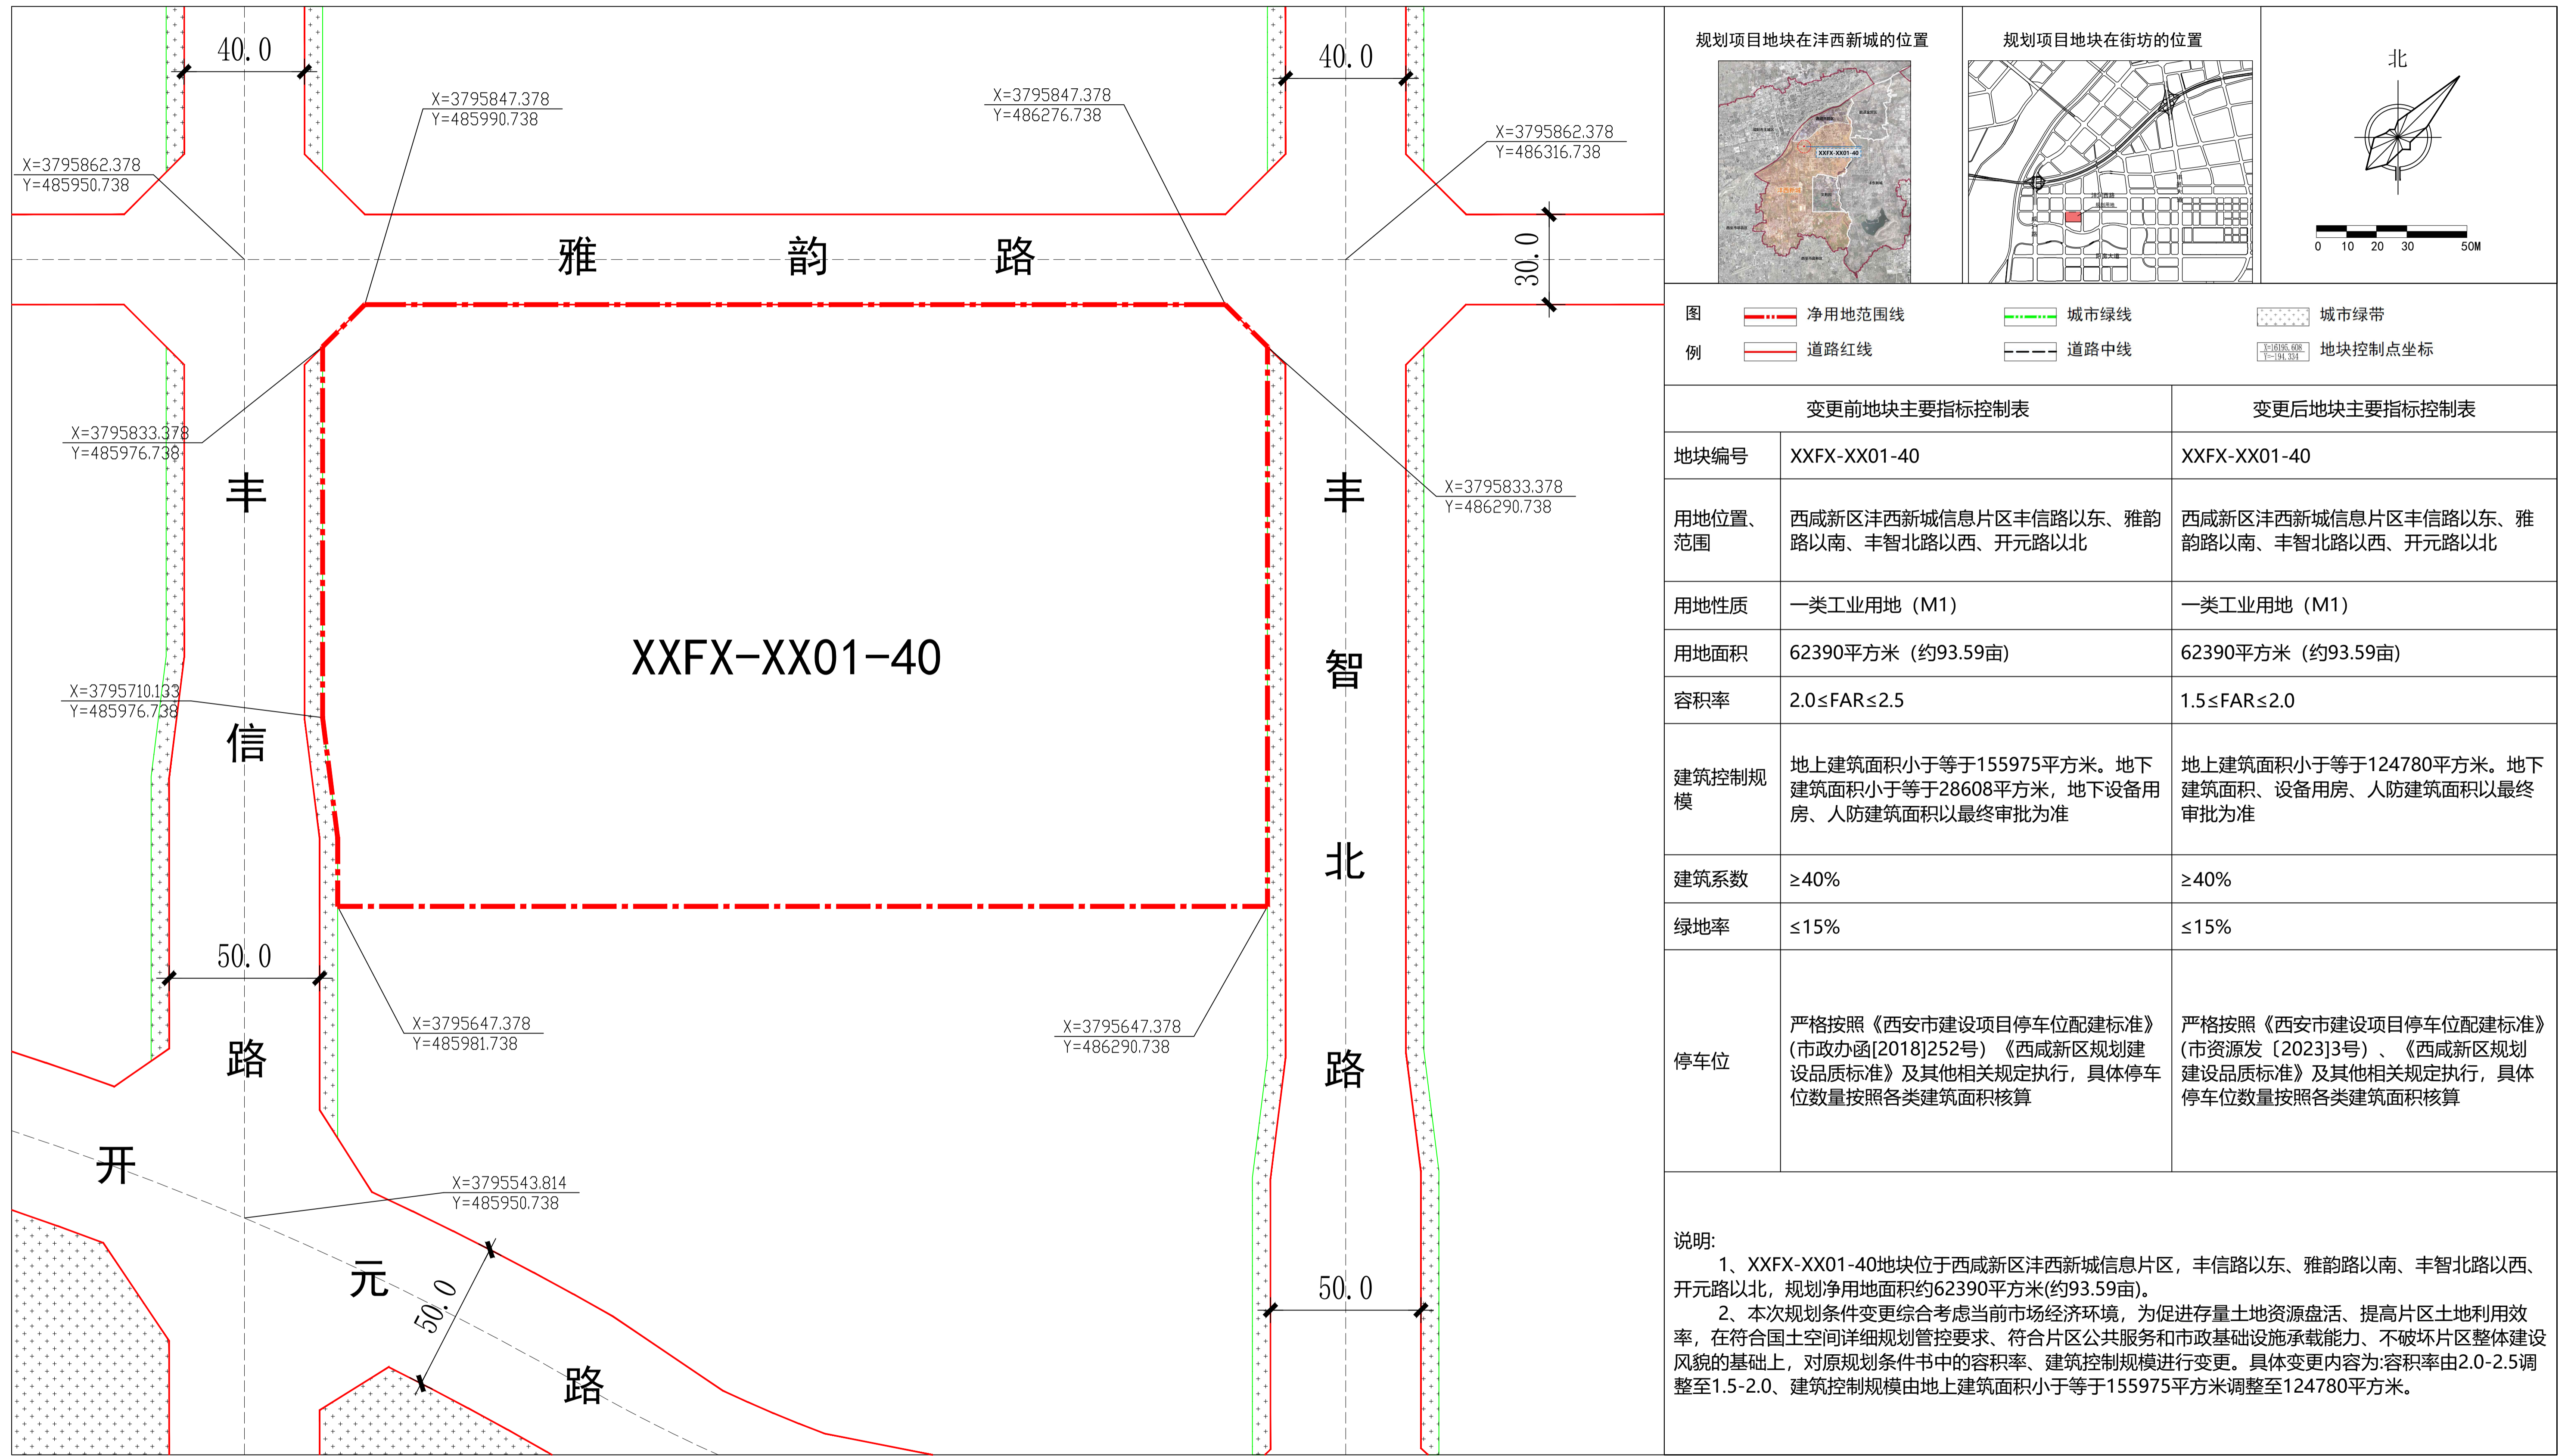 40.0
40.0
X=3795847.378
Y=485990.738
X=3795847.378
Y=486276.738
X=3795862.378
Y=486316.738
X=3795862.378
Y=485950.738
雅韵路
30.0
X=3795833.378
Y=485976.738
X=3795833.378
Y=486290.738
XXFX-XX01-40
X=3795710.133
Y=485976.738
丰信路
丰智北路
50.0
X=3795647.378
Y=485981.738
X=3795647.378
Y=486290.738
X=3795543.814
Y=485950.738
开元路
50.0
50.0
规划项目地块在沣西新城的位置
XXFX-XX01-40
规划项目地块在街坊的位置
北
0 10 20 30 50M
图例
净用地范围线
城市绿线
城市绿带
道路红线
道路中线
X=16195.608
Y=-194.334
地块控制点坐标
变更前地块主要指标控制表 变更后地块主要指标控制表
地块编号 XXFX-XX01-40 XXFX-XX01-40
用地位置、 西咸新区沣西新城信息片区丰信路以东、雅韵 西咸新区沣西新城信息片区丰信路以东、雅
范围 路以南、丰智北路以西、开元路以北 韵路以南、丰智北路以西、开元路以北
用地性质 一类工业用地（M1） 一类工业用地（M1）
用地面积 62390平方米（约93.59亩) 62390平方米（约93.59亩)
容积率 2.0≤FAR≤2.5 1.5≤FAR≤2.0
建筑控制规 地上建筑面积小于等于155975平方米。地下 地上建筑面积小于等于124780平方米。地下
模 建筑面积小于等于28608平方米，地下设备用 建筑面积、设备用房、人防建筑面积以最终
房、人防建筑面积以最终审批为准 审批为准
建筑系数 ≥40% ≥40%
绿地率 ≤15% ≤15%
停车位 严格按照《西安市建设项目停车位配建标准》 严格按照《西安市建设项目停车位配建标准》
(市政办函[2018]252号）《西咸新区规划建 (市资源发〔2023]3号）、《西咸新区规划
设品质标准》及其他相关规定执行，具体停车 建设品质标准》及其他相关规定执行，具体
位数量按照各类建筑面积核算 停车位数量按照各类建筑面积核算
说明:
1、XXFX-XX01-40地块位于西咸新区沣西新城信息片区，丰信路以东、雅韵路以南、丰智北路以西、
开元路以北，规划净用地面积约62390平方米(约93.59亩)。
2、本次规划条件变更综合考虑当前市场经济环境，为促进存量土地资源盘活、提高片区土地利用效
率，在符合国土空间详细规划管控要求、符合片区公共服务和市政基础设施承载能力、不破坏片区整体建设
风貌的基础上，对原规划条件书中的容积率、建筑控制规模进行变更。具体变更内容为:容积率由2.0-2.5调
整至1.5-2.0、建筑控制规模由地上建筑面积小于等于155975平方米调整至124780平方米。